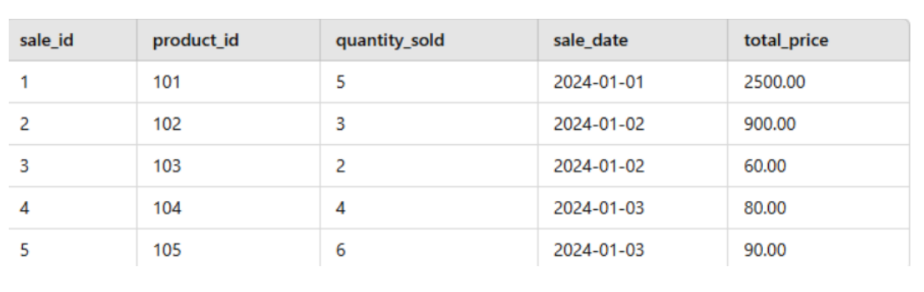 sale_id product_id quantity_sold sale_date total_price
1 101 5 2024-01-01 2500.00
2 102 3 2024-01-02 900.00
3 103 2 2024-01-02 60.00
4 104 4 2024-01-03 80.00
5 105 6 2024-01-03 90.00